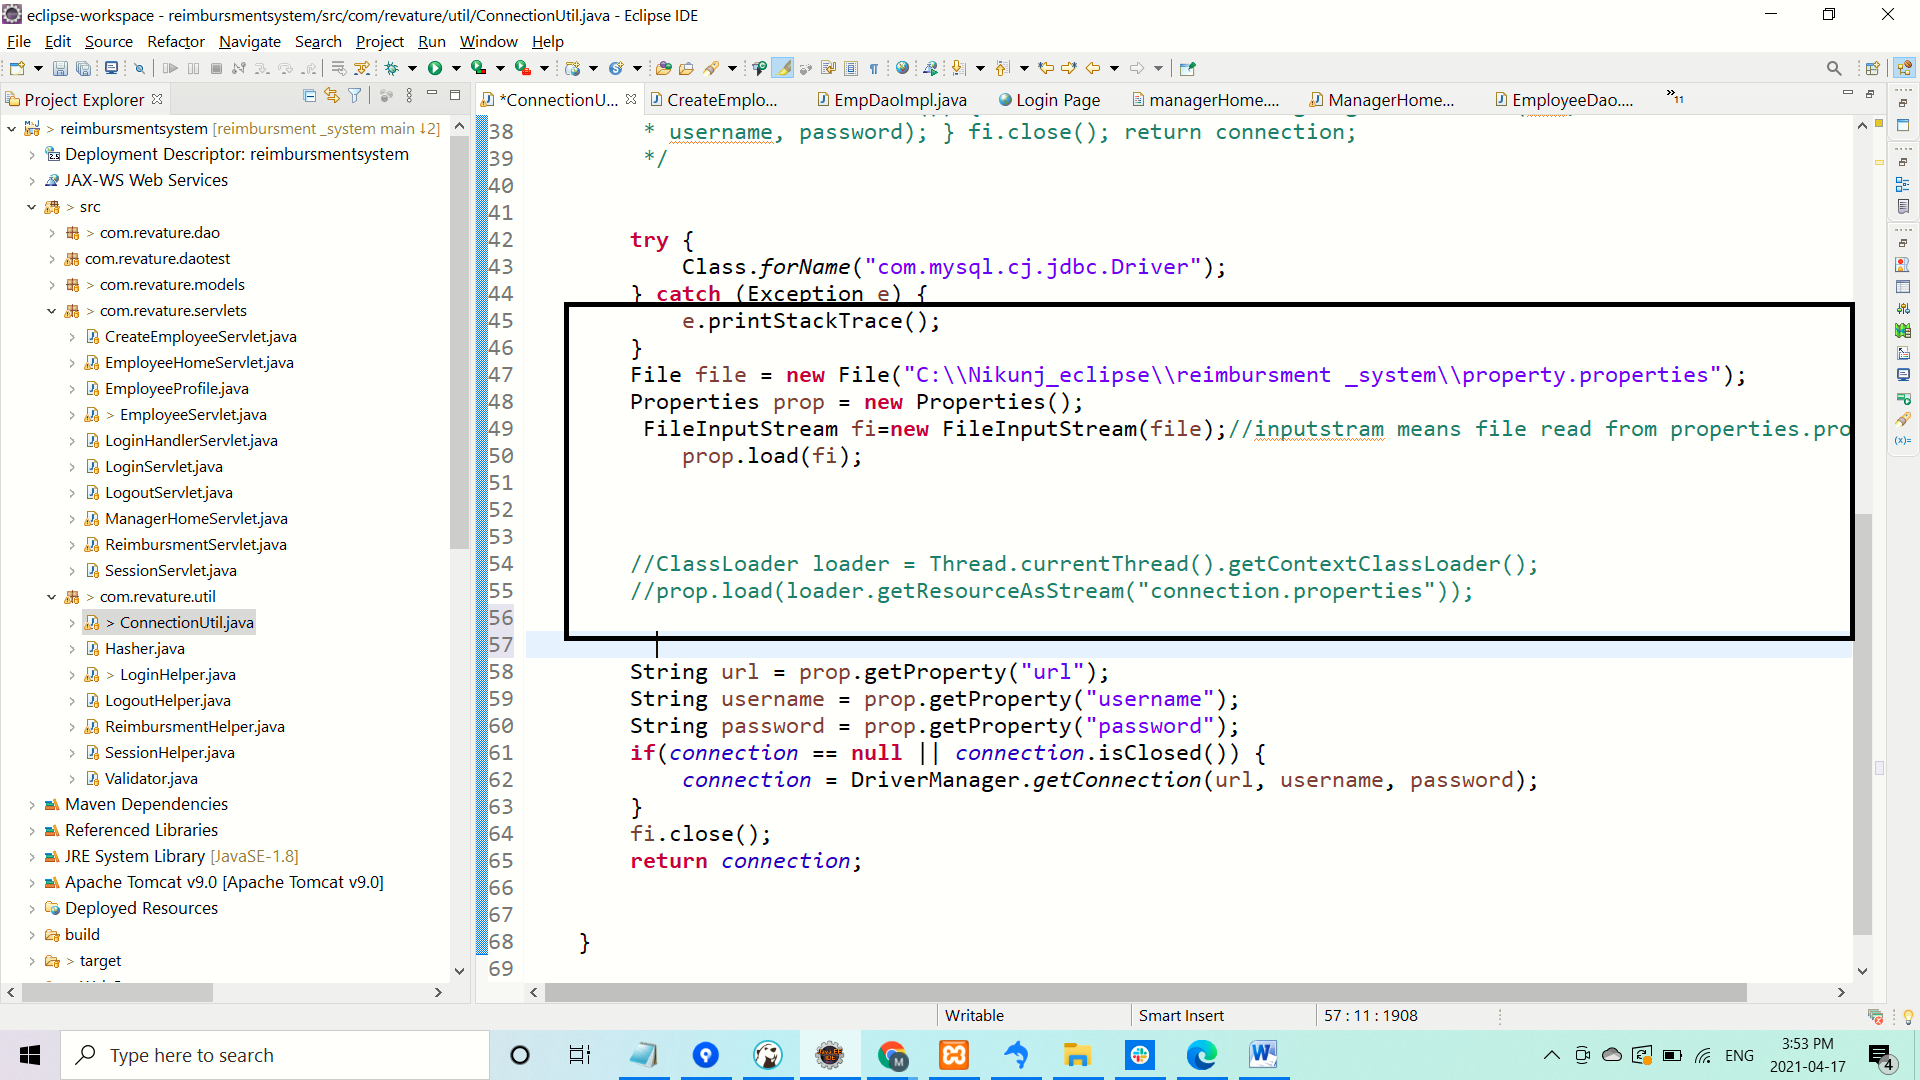 eclipse-workspace - reimbursmentsystem/src/com/revature/util/ConnectionUtil.java - Eclipse IDE
File Edit Source Refactor Navigate Search Project Run Window Help
Project Explorer
*ConnectionU... CreateEmplo... EmpDaoImpl.java Login Page managerHome.... ManagerHome... EmployeeDao.... »11
> reimbursmentsystem [reimbursment _system main ↓2]
Deployment Descriptor: reimbursmentsystem
JAX-WS Web Services
> src
> com.revature.dao
com.revature.daotest
> com.revature.models
> com.revature.servlets
CreateEmployeeServlet.java
EmployeeHomeServlet.java
EmployeeProfile.java
> EmployeeServlet.java
LoginHandlerServlet.java
LoginServlet.java
LogoutServlet.java
ManagerHomeServlet.java
ReimbursmentServlet.java
SessionServlet.java
> com.revature.util
> ConnectionUtil.java
Hasher.java
> LoginHelper.java
LogoutHelper.java
ReimbursmentHelper.java
SessionHelper.java
Validator.java
Maven Dependencies
Referenced Libraries
JRE System Library [JavaSE-1.8]
Apache Tomcat v9.0 [Apache Tomcat v9.0]
Deployed Resources
build
> target
38 * username, password); } fi.close(); return connection;
39 */
40
41
42 try {
43 Class.forName("com.mysql.cj.jdbc.Driver");
44 } catch (Exception e) {
45 e.printStackTrace();
46 }
47 File file = new File("C:\\Nikunj_eclipse\\reimbursment _system\\property.properties");
48 Properties prop = new Properties();
49 FileInputStream fi=new FileInputStream(file);//inputstram means file read from properties.pro
50 prop.load(fi);
51
52
53
54 //ClassLoader loader = Thread.currentThread().getContextClassLoader();
55 //prop.load(loader.getResourceAsStream("connection.properties"));
56
57
58 String url = prop.getProperty("url");
59 String username = prop.getProperty("username");
60 String password = prop.getProperty("password");
61 if(connection == null || connection.isClosed()) {
62 connection = DriverManager.getConnection(url, username, password);
63 }
64 fi.close();
65 return connection;
66
67
68 }
69
Writable Smart Insert 57 : 11 : 1908
Type here to search
ENG
3:53 PM
2021-04-17
4